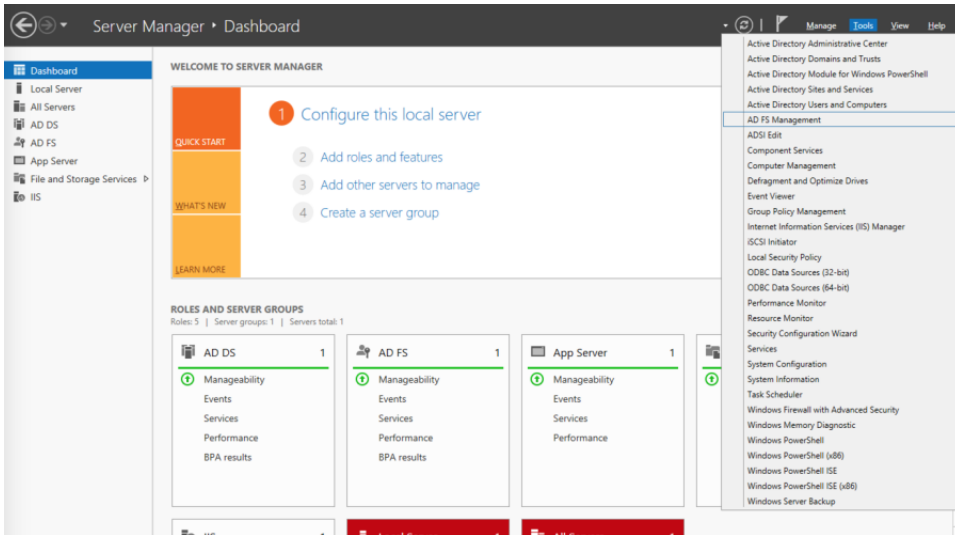 Server Manager • Dashboard
Manage Tools View Help
Dashboard
Local Server
All Servers
AD DS
AD FS
App Server
File and Storage Services
IIS
WELCOME TO SERVER MANAGER
QUICK START
WHAT'S NEW
LEARN MORE
1 Configure this local server
2 Add roles and features
3 Add other servers to manage
4 Create a server group
ROLES AND SERVER GROUPS
Roles: 5 | Server groups: 1 | Servers total: 1
AD DS 1
Manageability
Events
Services
Performance
BPA results
AD FS 1
Manageability
Events
Services
Performance
BPA results
App Server 1
Manageability
Events
Services
Performance
Active Directory Administrative Center
Active Directory Domains and Trusts
Active Directory Module for Windows PowerShell
Active Directory Sites and Services
Active Directory Users and Computers
AD FS Management
ADSI Edit
Component Services
Computer Management
Defragment and Optimize Drives
Event Viewer
Group Policy Management
Internet Information Services (IIS) Manager
iSCSI Initiator
Local Security Policy
ODBC Data Sources (32-bit)
ODBC Data Sources (64-bit)
Performance Monitor
Resource Monitor
Security Configuration Wizard
Services
System Configuration
System Information
Task Scheduler
Windows Firewall with Advanced Security
Windows Memory Diagnostic
Windows PowerShell
Windows PowerShell (x86)
Windows PowerShell ISE
Windows PowerShell ISE (x86)
Windows Server Backup